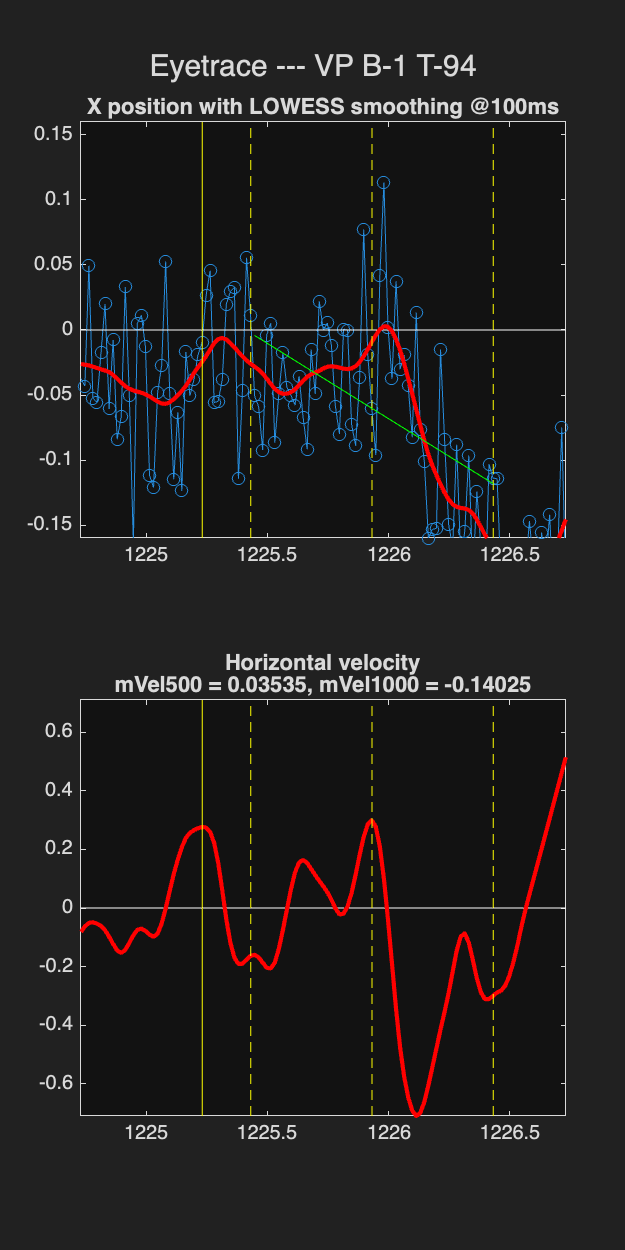 Eyetrace --- VP B-1 T-94
X position with LOWESS smoothing @100ms
0.15
0.1
0.05
0
-0.05
-0.1
-0.15
1225 1225.5 1226 1226.5
Horizontal velocity
mVel500 = 0.03535, mVel1000 = -0.14025
0.6
0.4
0.2
0
-0.2
-0.4
-0.6
1225 1225.5 1226 1226.5